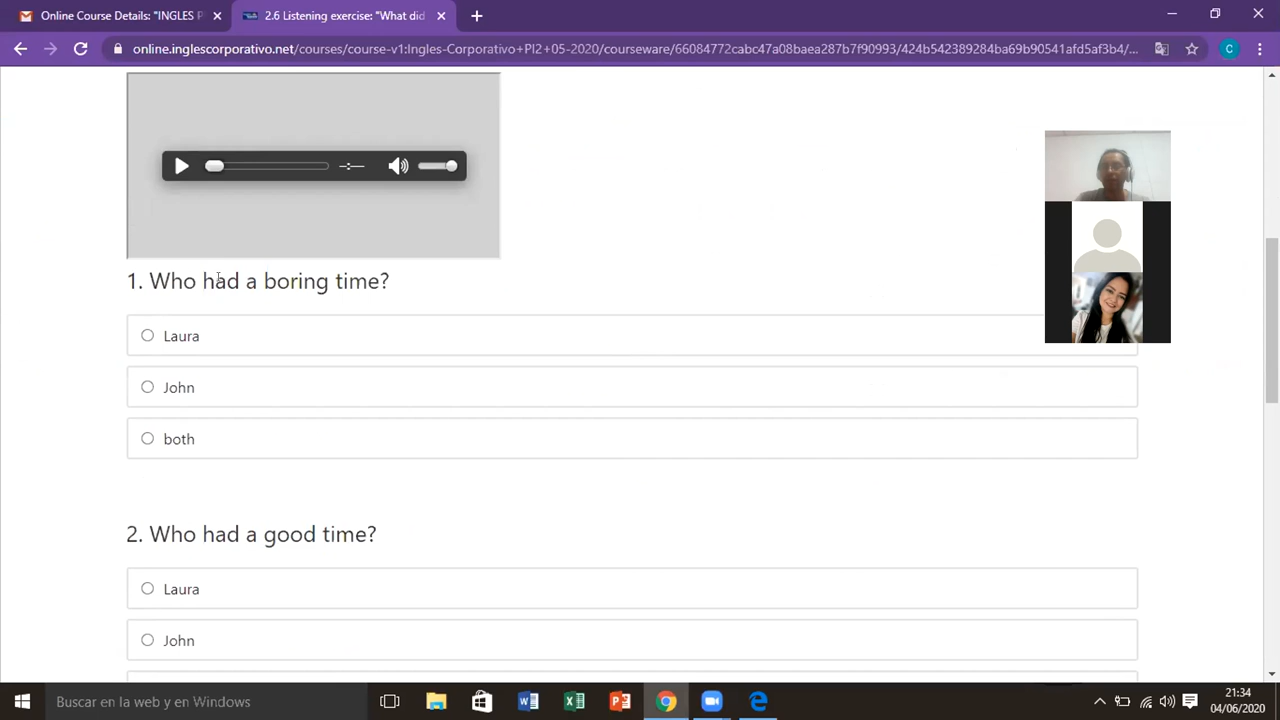 Online Course Details: "INGLES P
2.6 Listening exercise: "What did
online.inglescorporativo.net/courses/course-v1:Ingles-Corporativo+PI2+05-2020/courseware/66084772cabc47a08baea287b7f90993/424b542389284ba69b90541afd5af3b4/...
C
1. Who had a boring time?
Laura
John
both
2. Who had a good time?
Laura
John
Buscar en la web y en Windows
21:34
04/06/2020